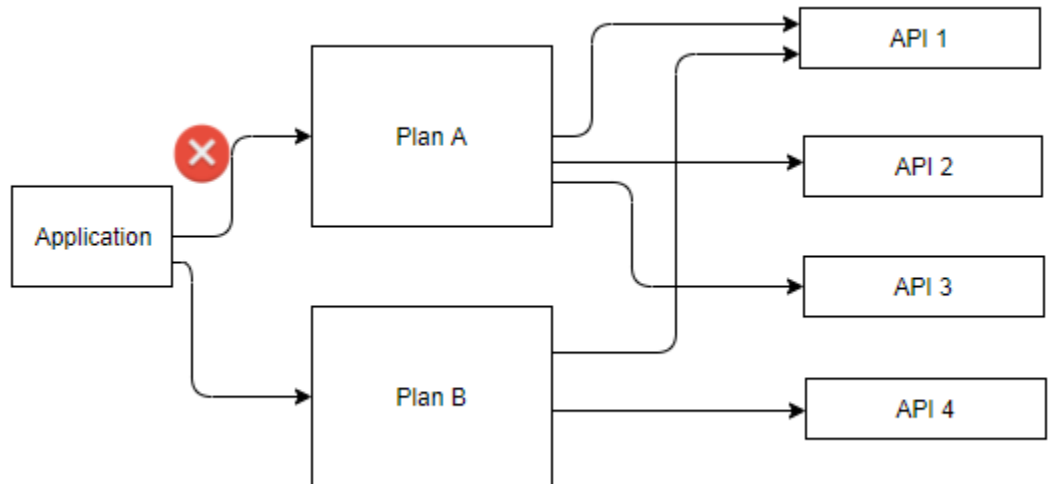 API 1
Plan A
API 2
Application
API 3
Plan B
API 4